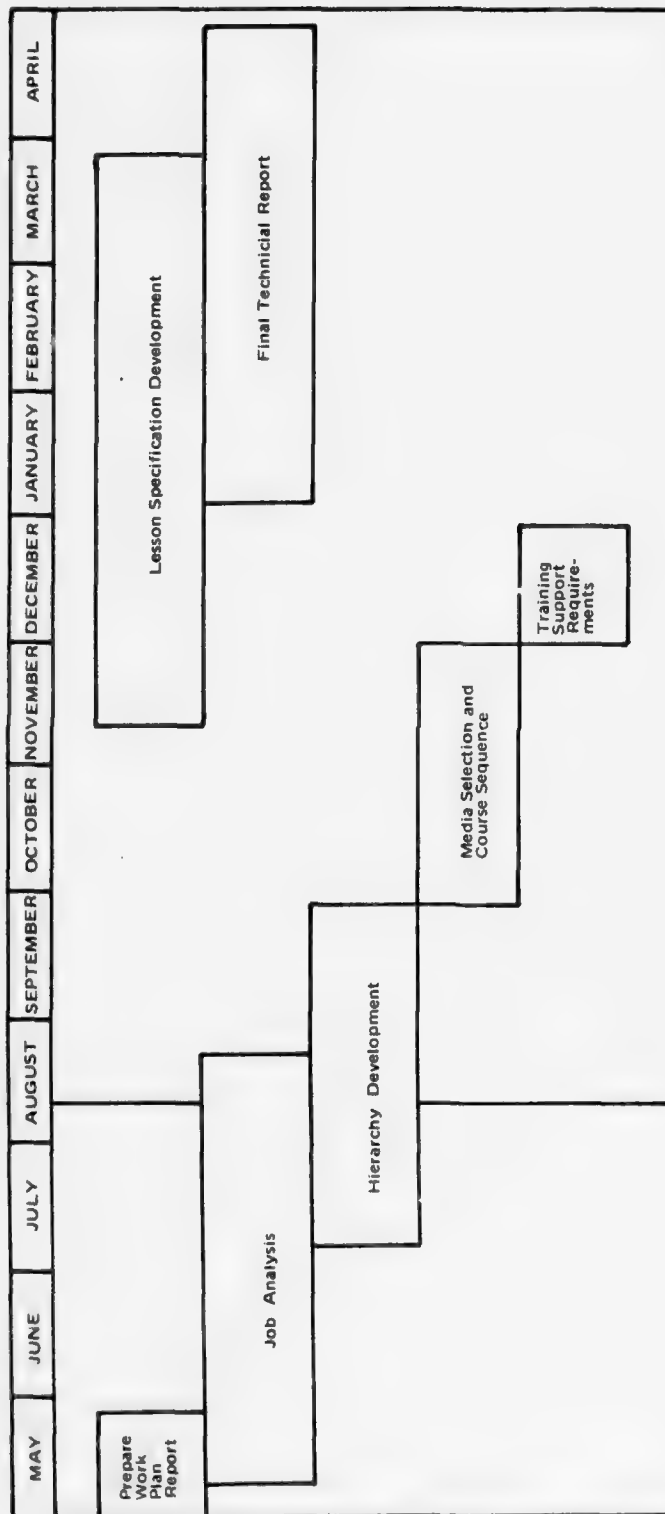 MAY
JUNE
JULY
AUGUST
SEPTEMBER
OCTOBER
NOVEMBER
DECEMBER
JANUARY
FEBRUARY
MARCH
APRIL
Prepare
Work
Plan
Report
Lesson Specification Development
Job Analysis
Final Technicial Report
Hierarchy Development
Media Selection and
Course Sequence
Training
Support
Require-
ments